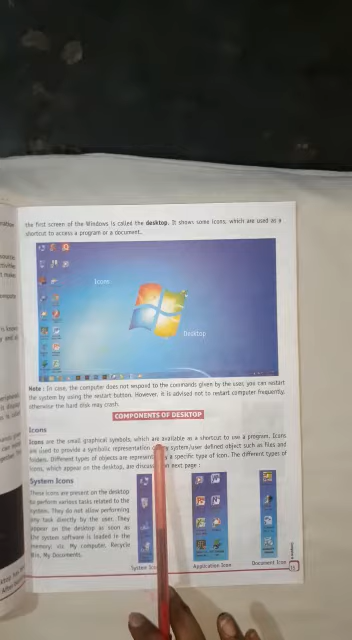 the first screen of the Windows is called the desktop. It shows some icons, which are used as a
shortcut to access a program or a document.
Icons
Desktop
Note : In case, the computer does not respond to the commands given by the user, you can restart
the system by using the restart button. However, it is advised not to restart computer frequently,
otherwise the hard disk may crash.
COMPONENTS OF DESKTOP
Icons
Icons are the small graphical symbols, which are available as a shortcut to use a program. Icons
are used to provide a symbolic representation of system/user defined object such as files and
folders. Different types of objects are represented a specific type of icon. The different types of
icons, which appear on the desktop, are discussed on next page :
System Icons
These icons are present on the desktop
to perform various tasks related to the
system. They do not allow performing
any task directly by the user. They
appear on the desktop as soon as
the system software is loaded in the
memory: viz. My computer, Recycle
Bin, My Documents.
System Icon
Application Icon
Document Icon